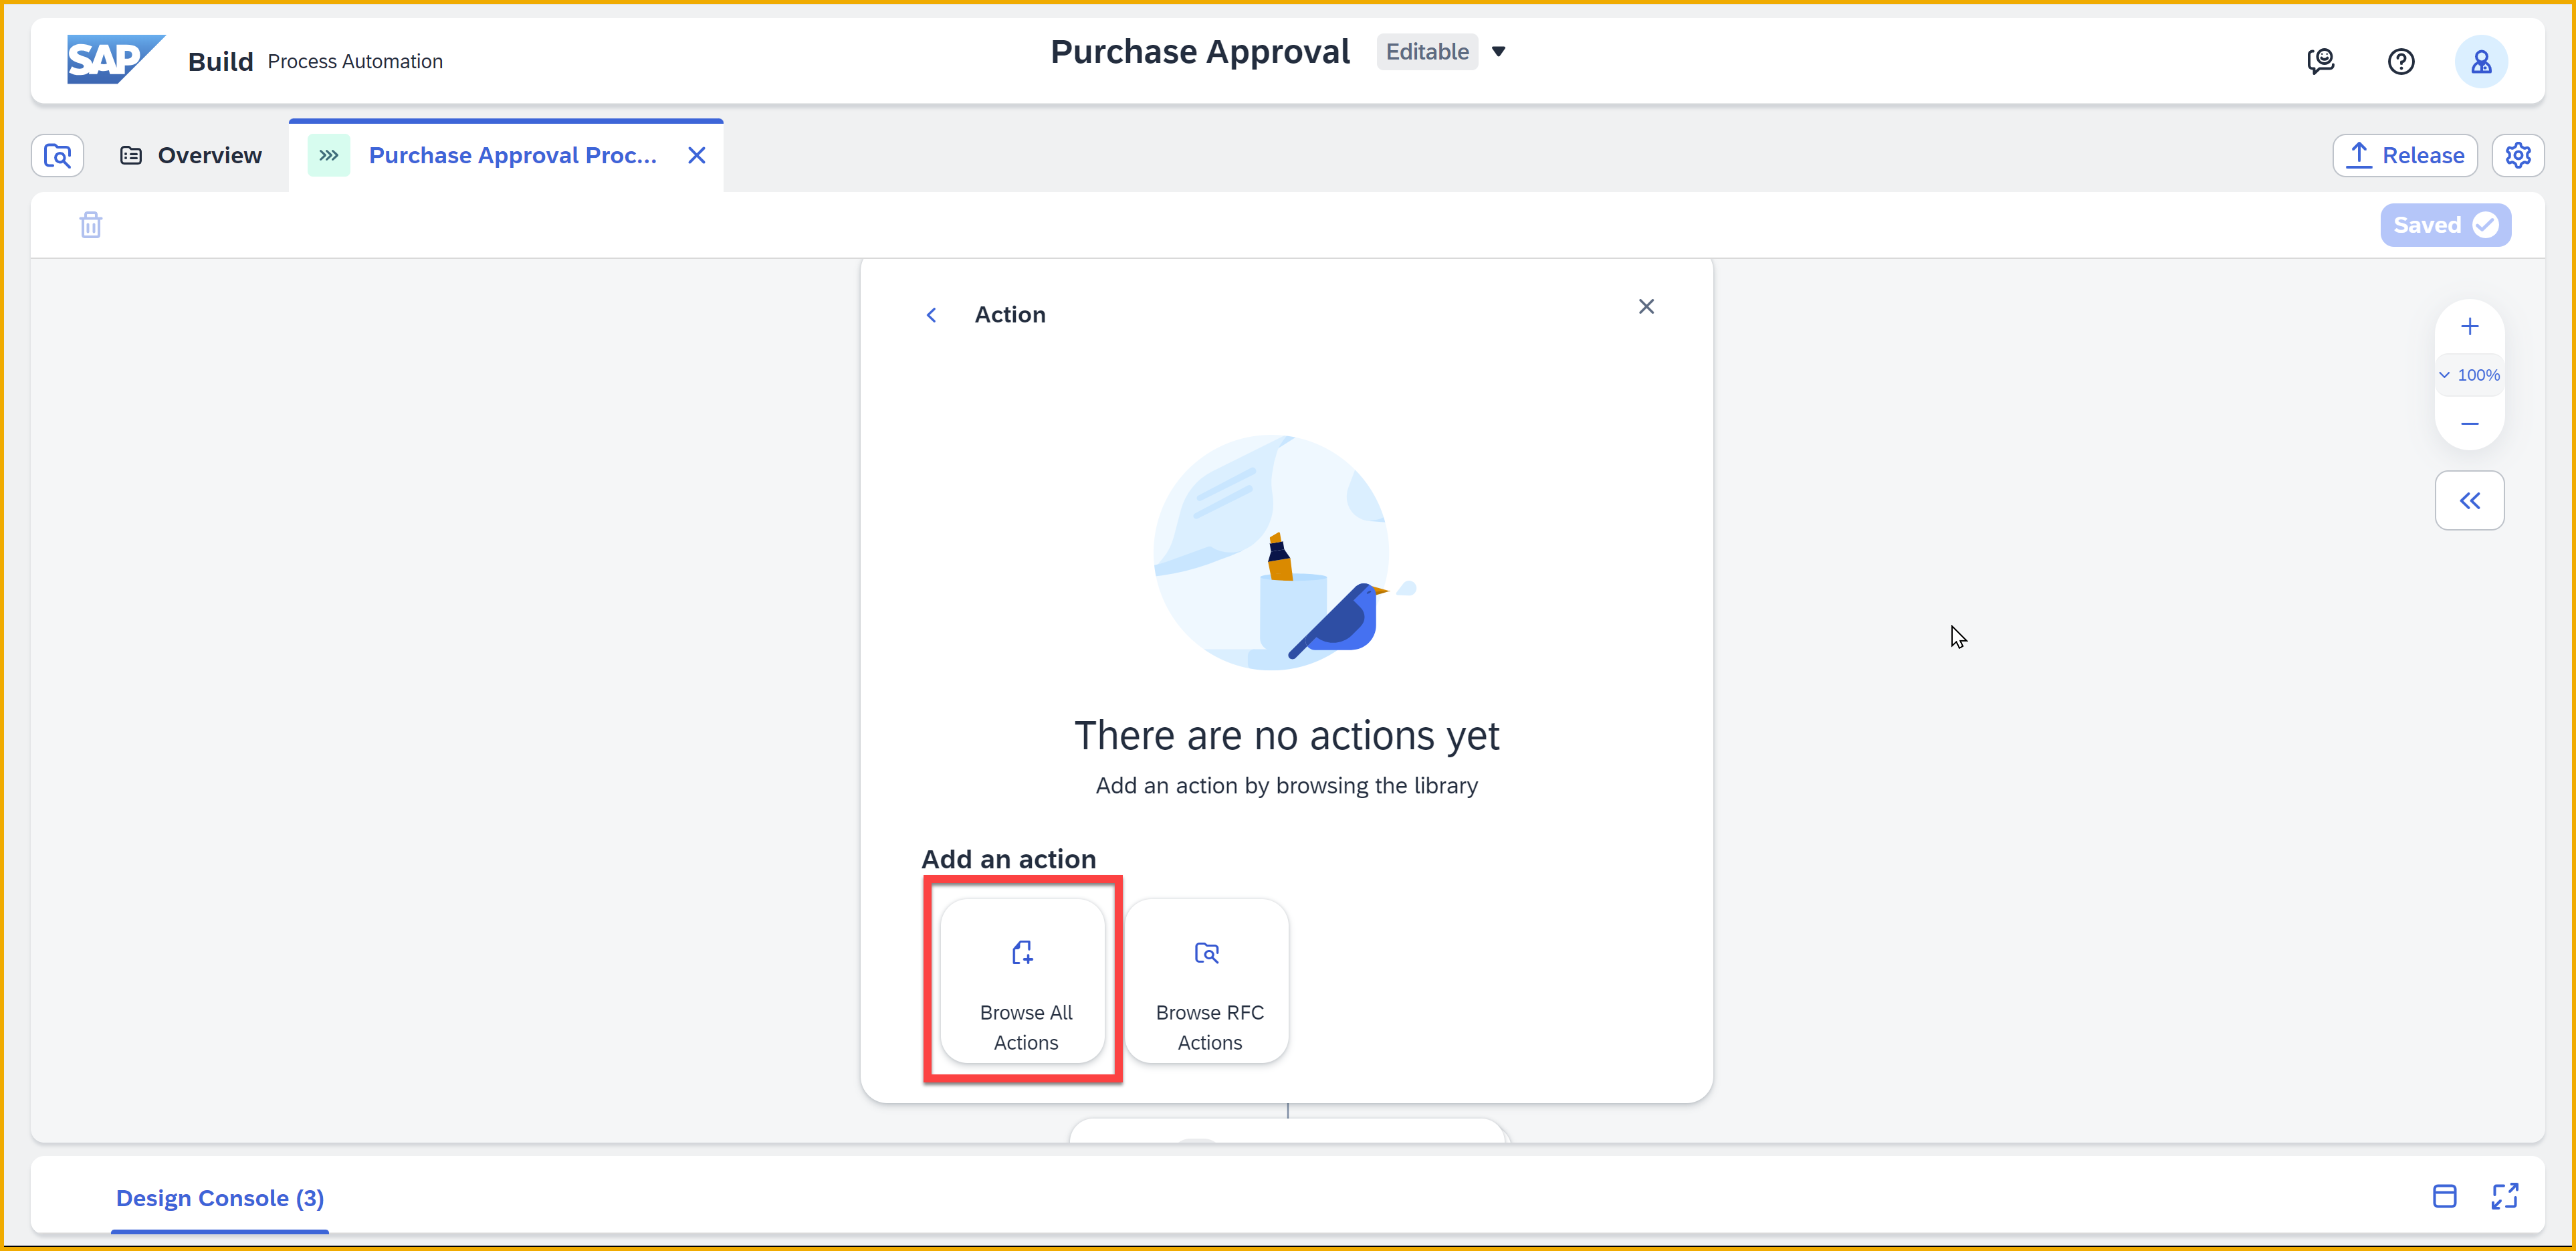 SAP Build Process Automation
Purchase Approval Editable
Overview
Purchase Approval Proc...
Release
Saved
Action
100%
There are no actions yet
Add an action by browsing the library
Add an action
Browse All
Actions
Browse RFC
Actions
Design Console (3)